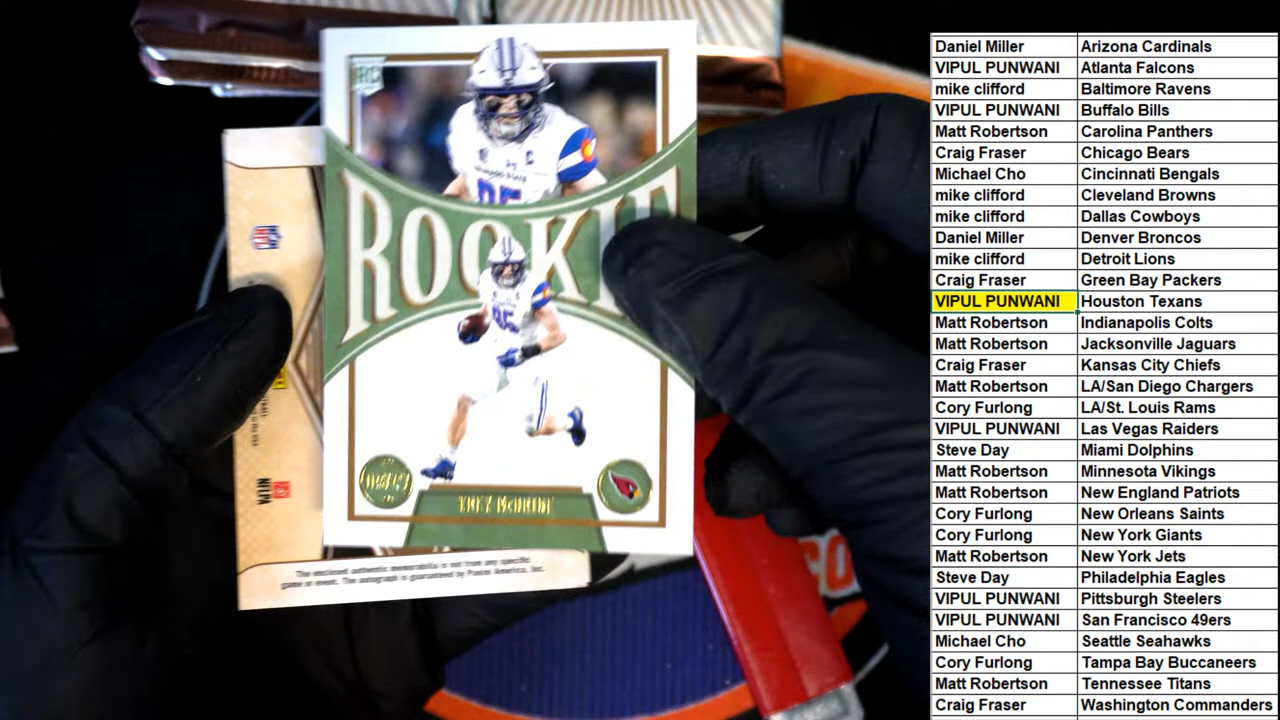 RC
ROOKIE
85
TREY McBRIDE
LEGACY
NFL
NFLPA
The enclosed authentic memorabilia is not from any specific
game or event. The autograph is guaranteed by Panini America, Inc.
Daniel Miller Arizona Cardinals
VIPUL PUNWANI Atlanta Falcons
mike clifford Baltimore Ravens
VIPUL PUNWANI Buffalo Bills
Matt Robertson Carolina Panthers
Craig Fraser Chicago Bears
Michael Cho Cincinnati Bengals
mike clifford Cleveland Browns
mike clifford Dallas Cowboys
Daniel Miller Denver Broncos
mike clifford Detroit Lions
Craig Fraser Green Bay Packers
VIPUL PUNWANI Houston Texans
Matt Robertson Indianapolis Colts
Matt Robertson Jacksonville Jaguars
Craig Fraser Kansas City Chiefs
Matt Robertson LA/San Diego Chargers
Cory Furlong LA/St. Louis Rams
VIPUL PUNWANI Las Vegas Raiders
Steve Day Miami Dolphins
Matt Robertson Minnesota Vikings
Matt Robertson New England Patriots
Cory Furlong New Orleans Saints
Cory Furlong New York Giants
Matt Robertson New York Jets
Steve Day Philadelphia Eagles
VIPUL PUNWANI Pittsburgh Steelers
VIPUL PUNWANI San Francisco 49ers
Michael Cho Seattle Seahawks
Cory Furlong Tampa Bay Buccaneers
Matt Robertson Tennessee Titans
Craig Fraser Washington Commanders